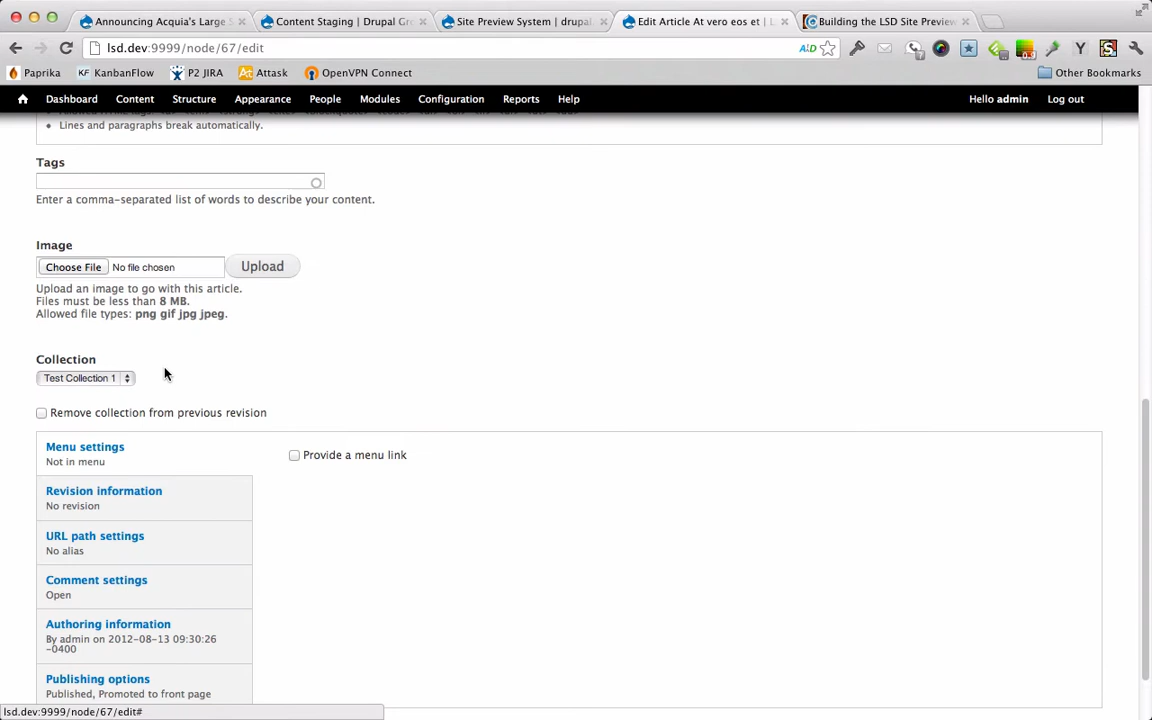 Announcing Acquia's Large S
Content Staging | Drupal Gro
Site Preview System | drupal
Edit Article At vero eos et | L
Building the LSD Site Preview
lsd.dev:9999/node/67/edit
Paprika
KF KanbanFlow
P2 JIRA
At Attask
OpenVPN Connect
Other Bookmarks
Dashboard Content Structure Appearance People Modules Configuration Reports Help
Hello admin Log out
Lines and paragraphs break automatically.
Tags
Enter a comma-separated list of words to describe your content.
Image
Choose File No file chosen Upload
Upload an image to go with this article.
Files must be less than 8 MB.
Allowed file types: png gif jpg jpeg.
Collection
Test Collection 1
Remove collection from previous revision
Menu settings
Not in menu
Provide a menu link
Revision information
No revision
URL path settings
No alias
Comment settings
Open
Authoring information
By admin on 2012-08-13 09:30:26
-0400
Publishing options
Published, Promoted to front page
lsd.dev:9999/node/67/edit#